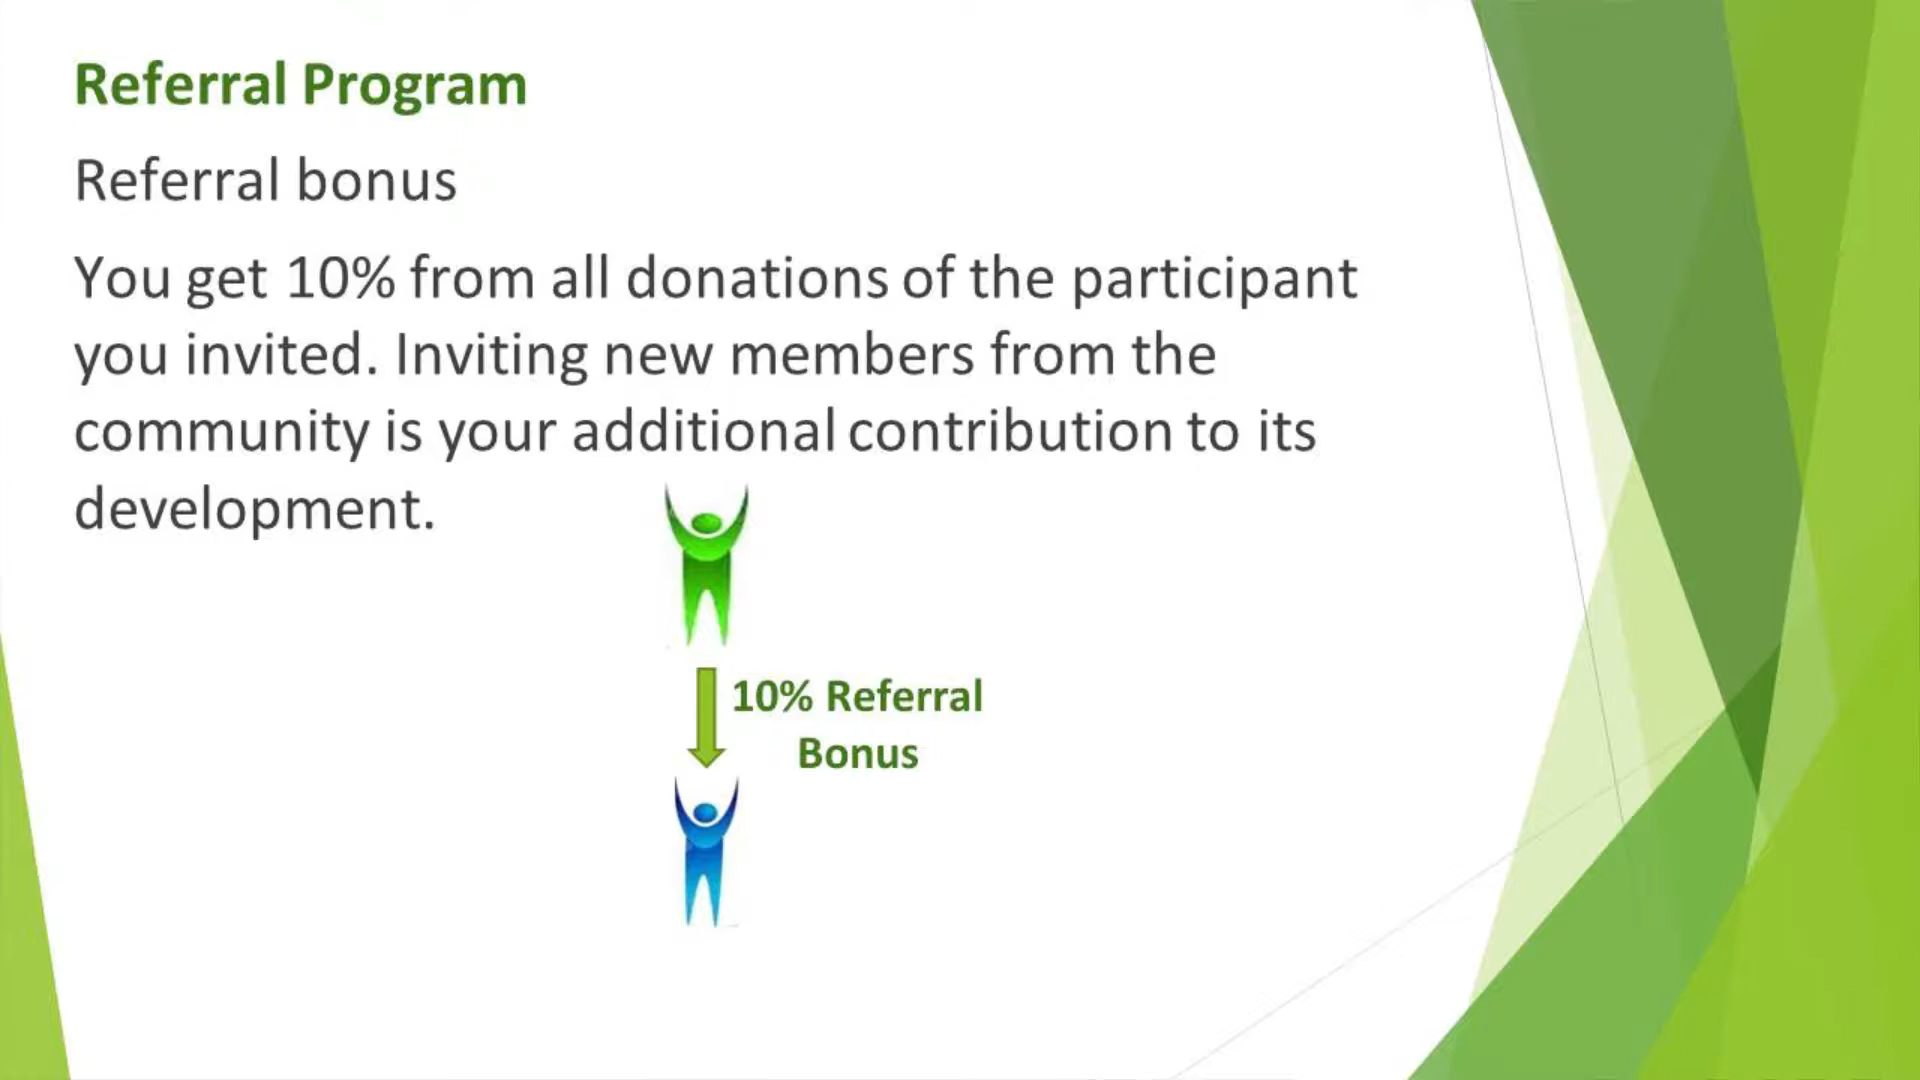 Referral Program
Referral bonus
You get 10% from all donations of the participant
you invited. Inviting new members from the
community is your additional contribution to its
development.
10% Referral
Bonus